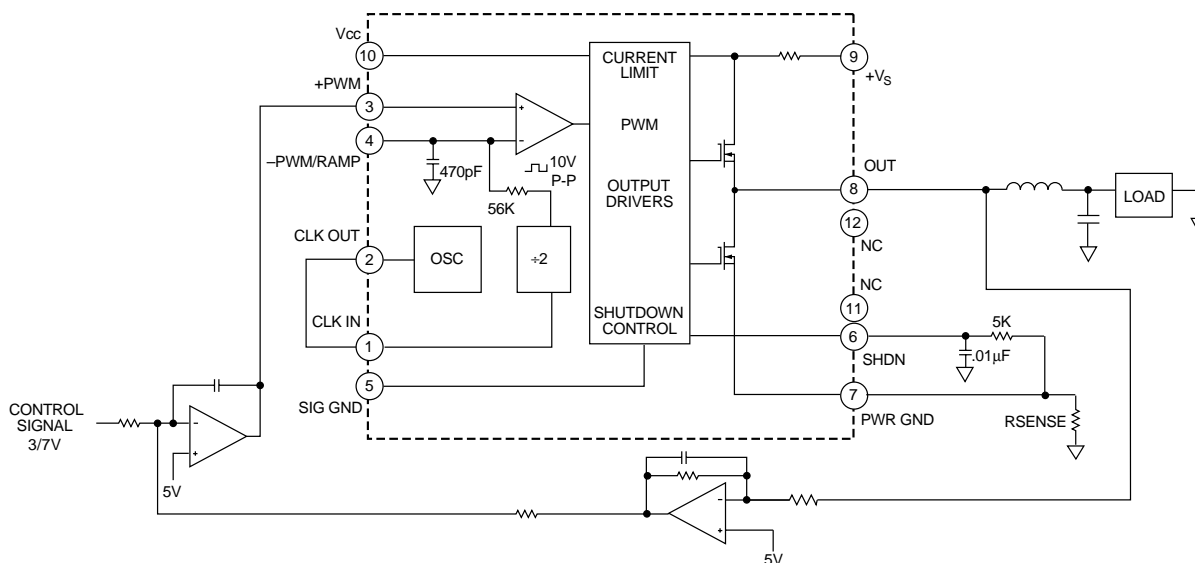 Vcc
10
+PWM
3
4
–PWM/RAMP
470pF
+
–
10V
P-P
56K
CLK OUT
2
OSC
÷2
CLK IN
1
5
SIG GND
CURRENT
LIMIT
PWM
OUTPUT
DRIVERS
SHUTDOWN
CONTROL
9
+VS
OUT
8
12
NC
NC
11
6
SHDN
7
PWR GND
5K
.01µF
RSENSE
LOAD
CONTROL
SIGNAL
3/7V
–
+
5V
–
+
5V